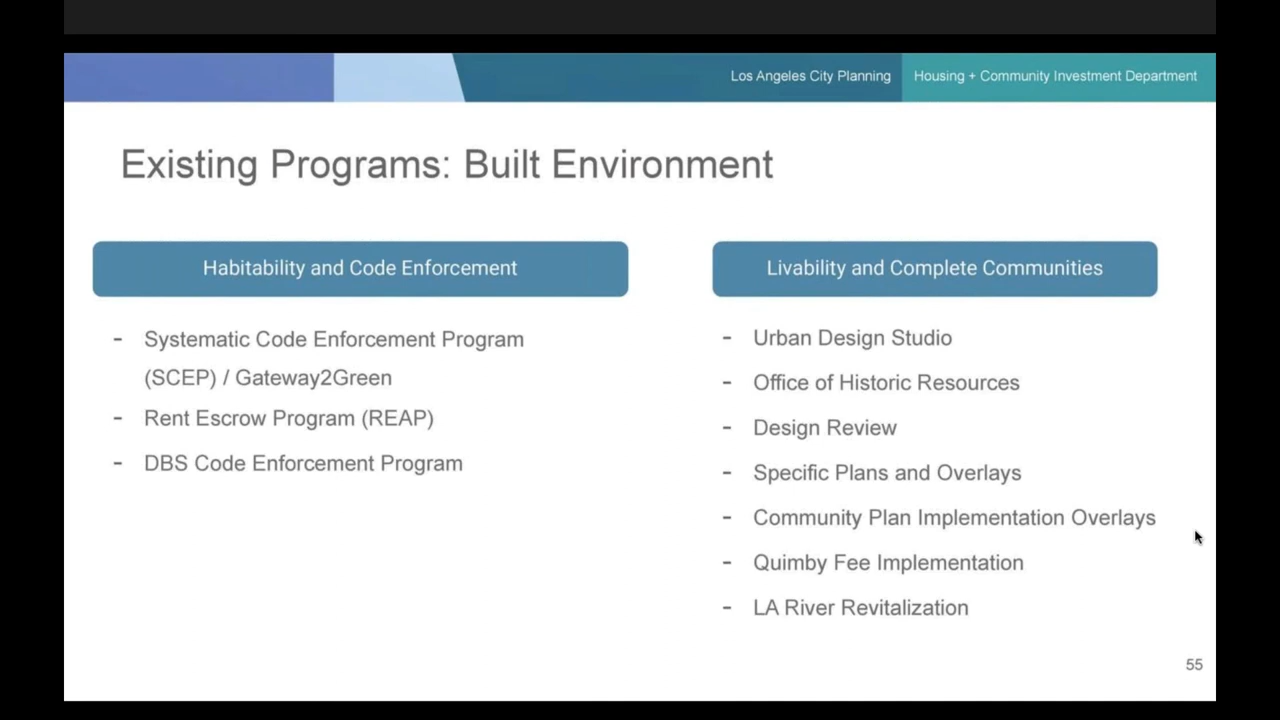 Los Angeles City Planning
Housing + Community Investment Department
Existing Programs: Built Environment
Habitability and Code Enforcement
- Systematic Code Enforcement Program
(SCEP) / Gateway2Green
- Rent Escrow Program (REAP)
- DBS Code Enforcement Program
Livability and Complete Communities
- Urban Design Studio
- Office of Historic Resources
- Design Review
- Specific Plans and Overlays
- Community Plan Implementation Overlays
- Quimby Fee Implementation
- LA River Revitalization
55